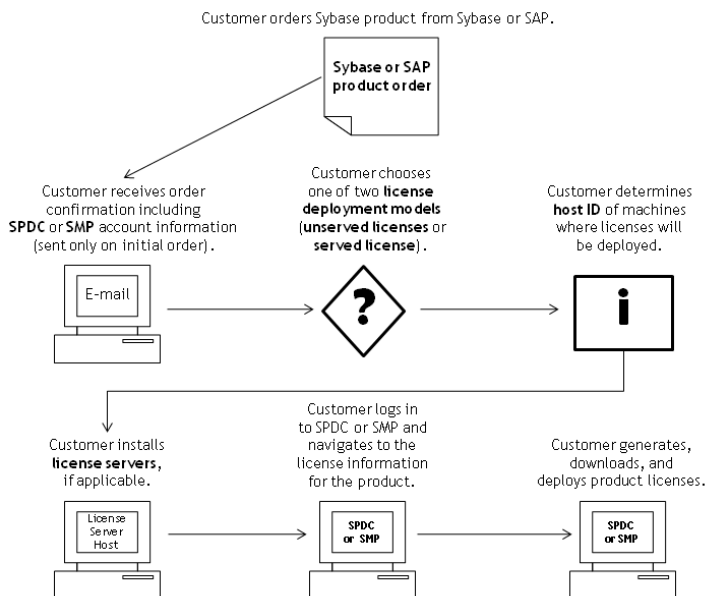 Customer orders Sybase product from Sybase or SAP.
Sybase or SAP
product order
Customer receives order
confirmation including
SPDC or SMP account information
(sent only on initial order).
E-mail
Customer chooses
one of two license
deployment models
(unserved licenses or
served license).
?
Customer determines
host ID of machines
where licenses will
be deployed.
i
Customer installs
license servers,
if applicable.
License
Server
Host
Customer logs in
to SPDC or SMP and
navigates to the
license information
for the product.
SPDC
or SMP
Customer generates,
downloads, and
deploys product licenses.
SPDC
or SMP